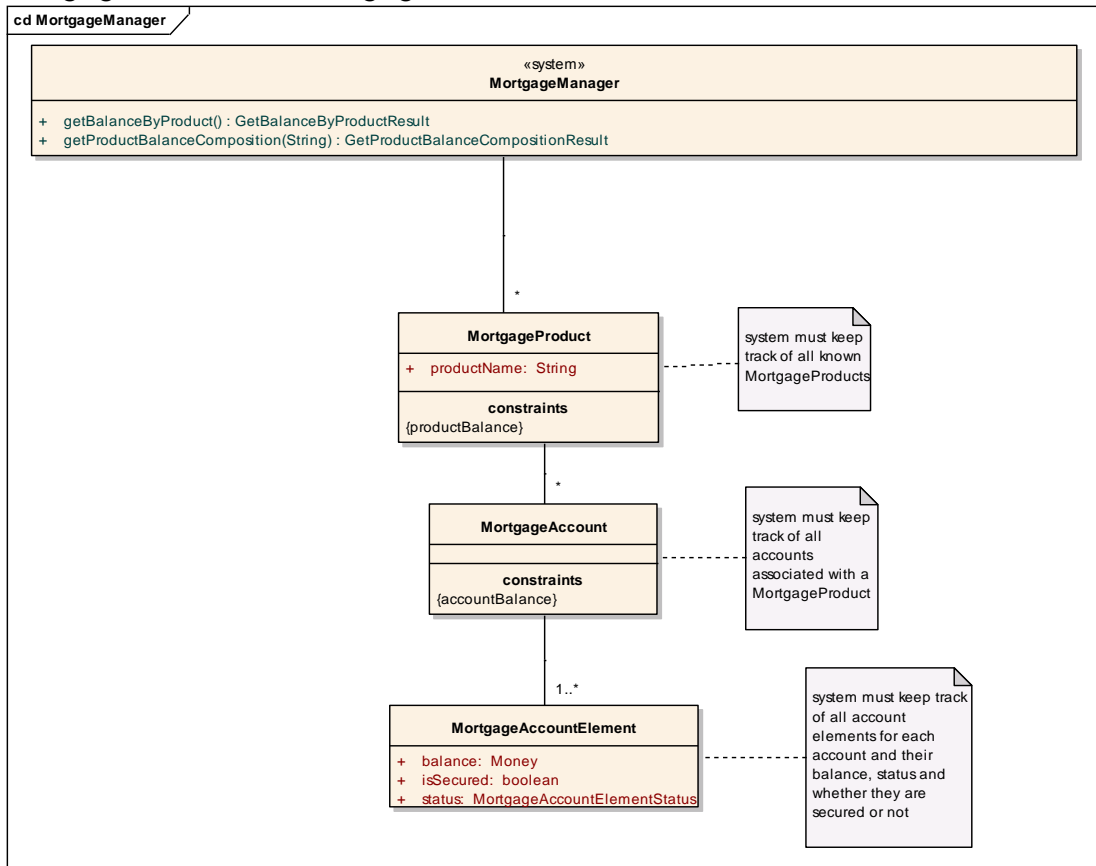 cd MortgageManager
«system»
MortgageManager
+ getBalanceByProduct() : GetBalanceByProductResult
+ getProductBalanceComposition(String) : GetProductBalanceCompositionResult
*
MortgageProduct
+ productName: String
constraints
{productBalance}
system must keep
track of all known
MortgageProducts
*
MortgageAccount
constraints
{accountBalance}
system must keep
track of all
accounts
associated with a
MortgageProduct
1..*
MortgageAccountElement
+ balance: Money
+ isSecured: boolean
+ status: MortgageAccountElementStatus
system must keep track
of all account
elements for each
account and their
balance, status and
whether they are
secured or not